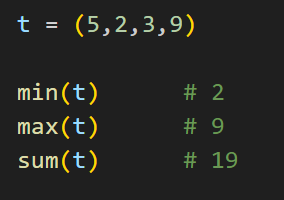 t = (5,2,3,9)
min(t)      # 2
max(t)      # 9
sum(t)      # 19